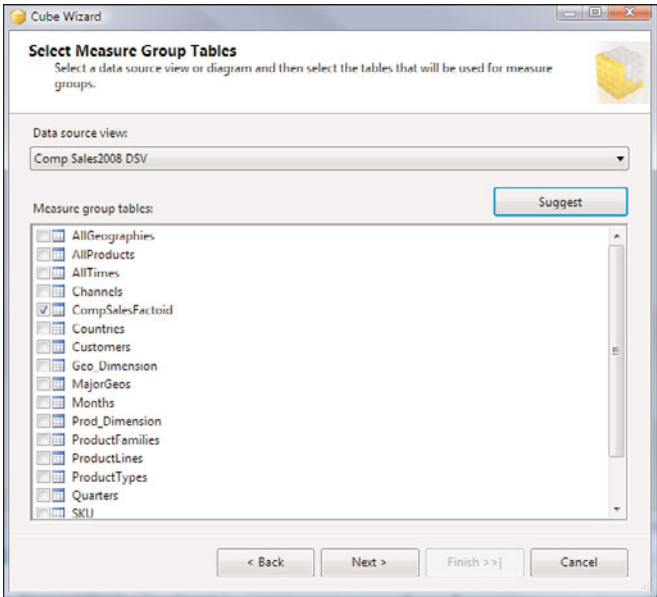 Cube Wizard
Select Measure Group Tables
Select a data source view or diagram and then select the tables that will be used for measure
groups.
Data source view:
Comp Sales2008 DSV
Suggest
Measure group tables:
AllGeographies
AllProducts
AllTimes
Channels
CompSalesFactoid
Countries
Customers
Geo_Dimension
MajorGeos
Months
Prod_Dimension
ProductFamilies
ProductLines
ProductTypes
Quarters
SKU
< Back Next > Finish >>| Cancel